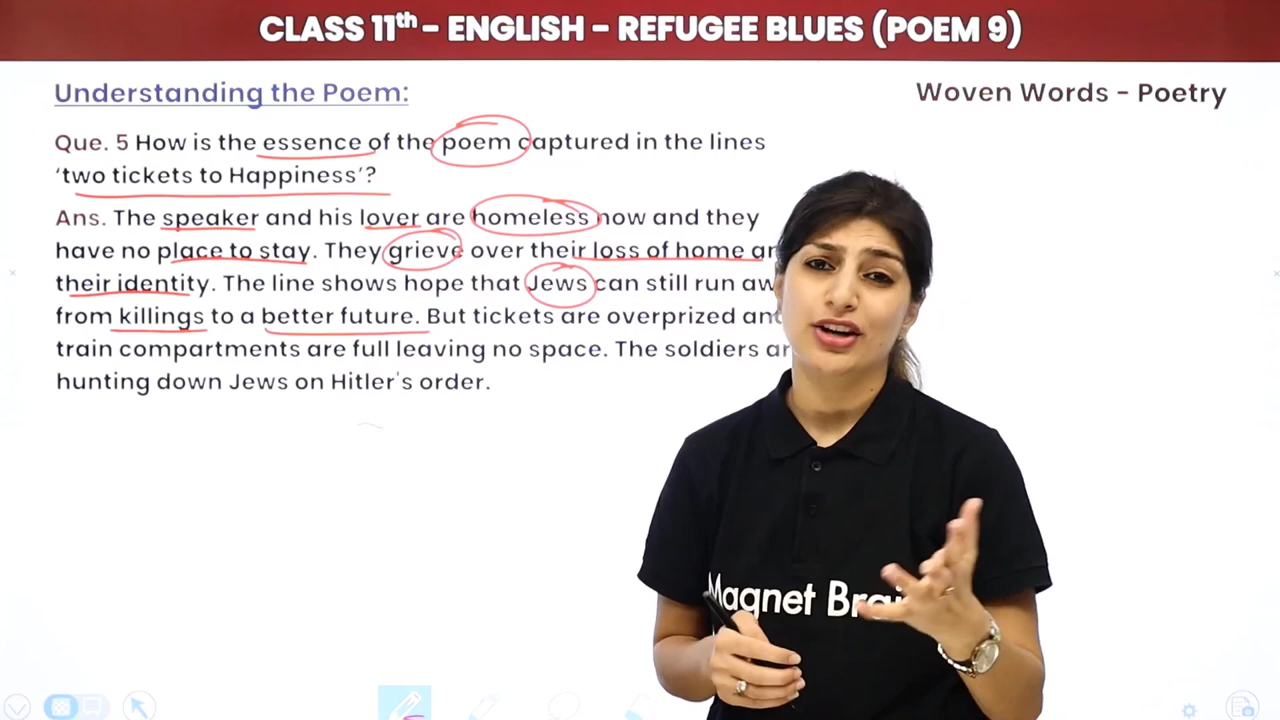 CLASS 11th - ENGLISH - REFUGEE BLUES (POEM 9)
Understanding the Poem:
Woven Words - Poetry
Que. 5 How is the essence of the poem captured in the lines
'two tickets to Happiness'?
Ans. The speaker and his lover are homeless now and they
have no place to stay. They grieve over their loss of home
their identity. The line shows hope that Jews can still run
from killings to a better future. But tickets are overprized
train compartments are full leaving no space. The soldiers
hunting down Jews on Hitler's order.
Magnet